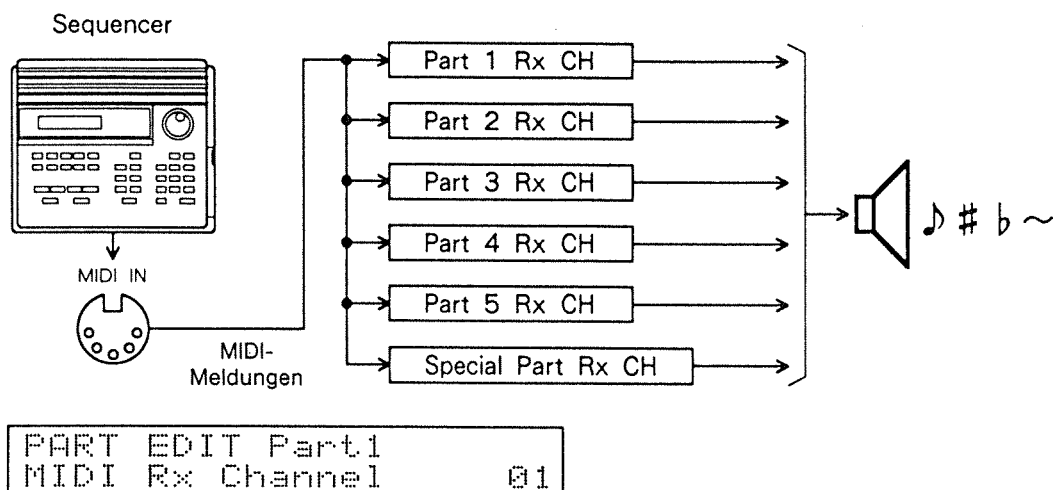 Sequencer
Part 1 Rx CH
Part 2 Rx CH
Part 3 Rx CH
Part 4 Rx CH
Part 5 Rx CH
Special Part Rx CH
MIDI IN
MIDI-
Meldungen
PART EDIT Part1
MIDI Rx Channel 01